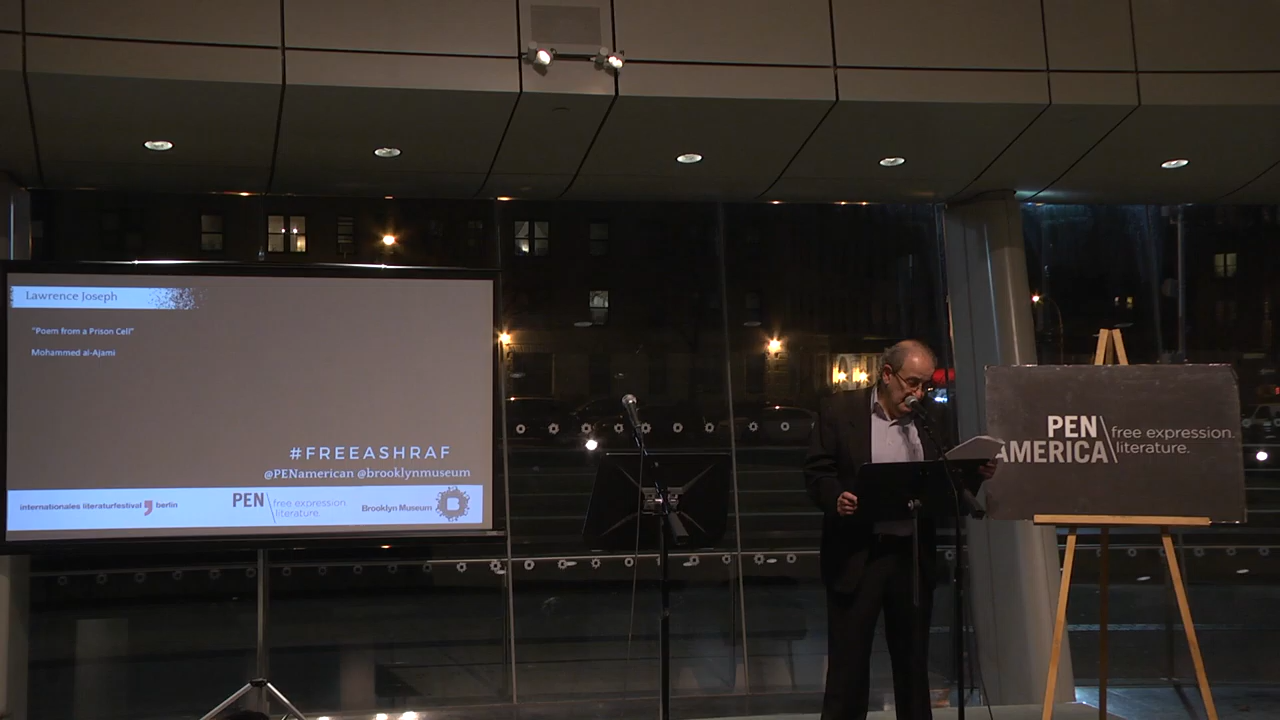 Lawrence Joseph
"Poem from a Prison Cell"
Mohammed al-Ajami
#FREEASHRAF
@PENamerican @brooklynmuseum
internationales literaturfestival berlin
PEN
free expression
literature.
Brooklyn Museum
B
PEN
AMERICA
free expression.
literature.